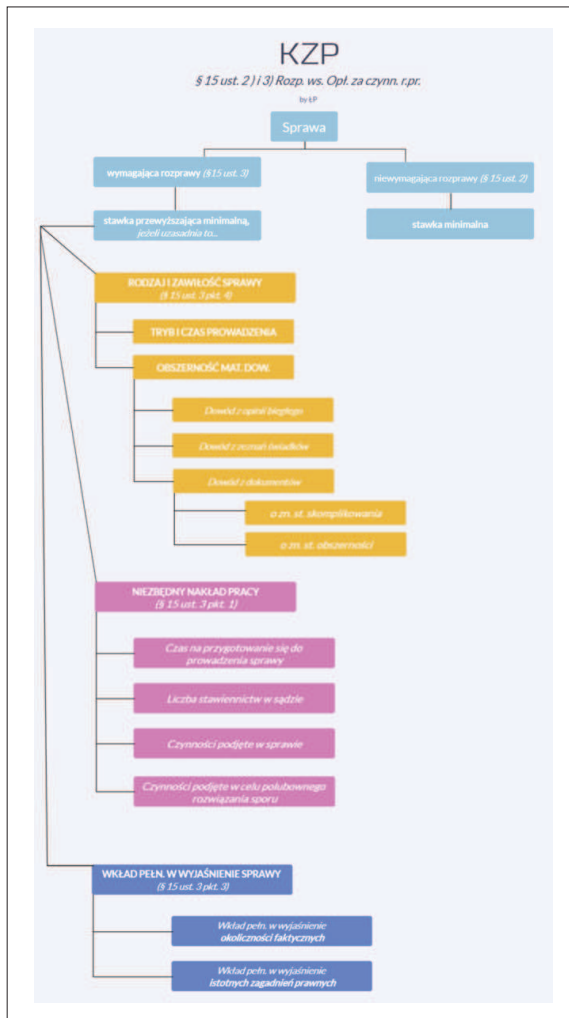 KZP
§ 15 ust. 2 ) i 3) Rozp. ws. Opł. za czynn. r.pr.
by ŁP
Sprawa
wymagająca rozprawy (§15 ust. 3)
niewymagająca rozprawy (§ 15 ust. 2)
stawka przewyższająca minimalną,
jeżeli uzasadnia to...
stawka minimalna
RODZAJ I ZAWIŁOŚĆ SPRAWY
(§ 15 ust. 3 pkt. 4)
TRYB I CZAS PROWADZENIA
OBSZERNOŚĆ MAT. DOW.
Dowód z opinii biegłego
Dowód z zeznań świadków
Dowód z dokumentów
o zn. st. skomplikowania
o zn. st. obszerności
NIEZBĘDNY NAKŁAD PRACY
(§ 15 ust. 3 pkt. 1)
Czas na przygotowanie się do
prowadzenia sprawy
Liczba stawiennictw w sądzie
Czynności podjęte w sprawie
Czynności podjęte w celu polubownego
rozwiązania sporu
WKŁAD PEŁN. W WYJAŚNIENIE SPRAWY
(§ 15 ust. 3 pkt. 3)
Wkład pełn. w wyjaśnienie
okoliczności faktycznych
Wkład pełn. w wyjaśnienie
istotnych zagadnień prawnych